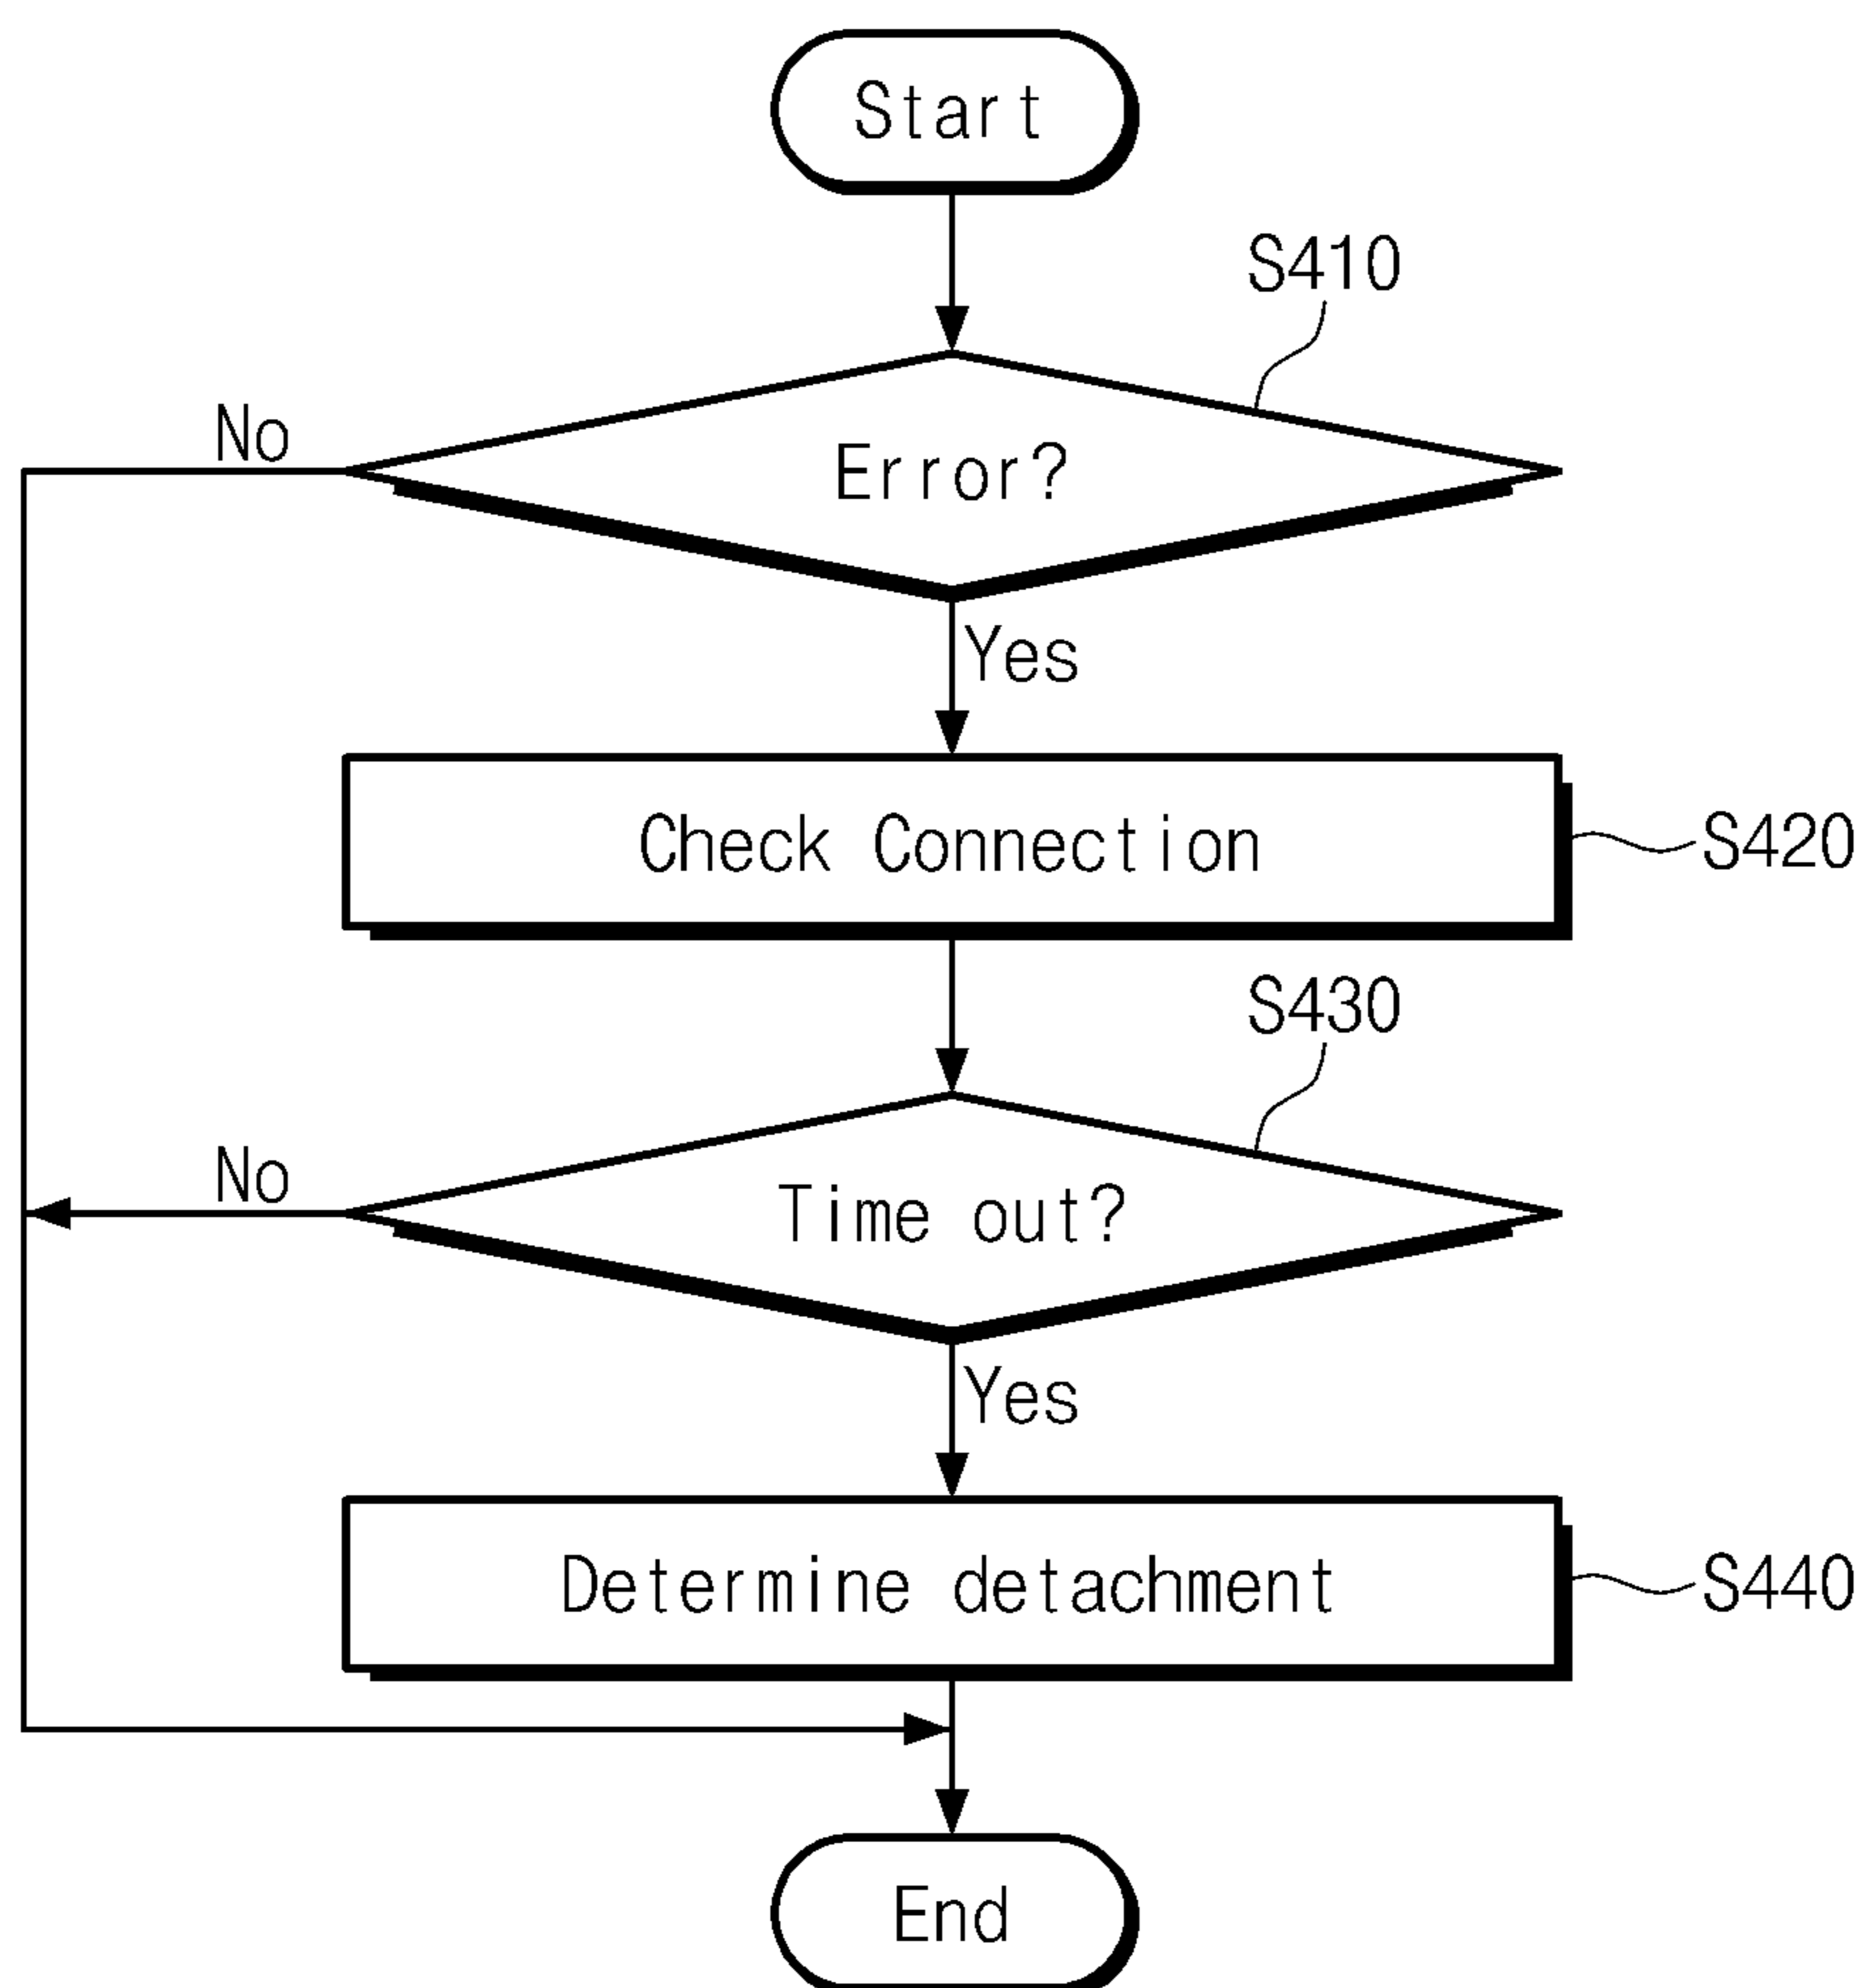 Start
S410
No
Error?
Yes
Check Connection
S420
S430
No
Time out?
Yes
Determine detachment
S440
End